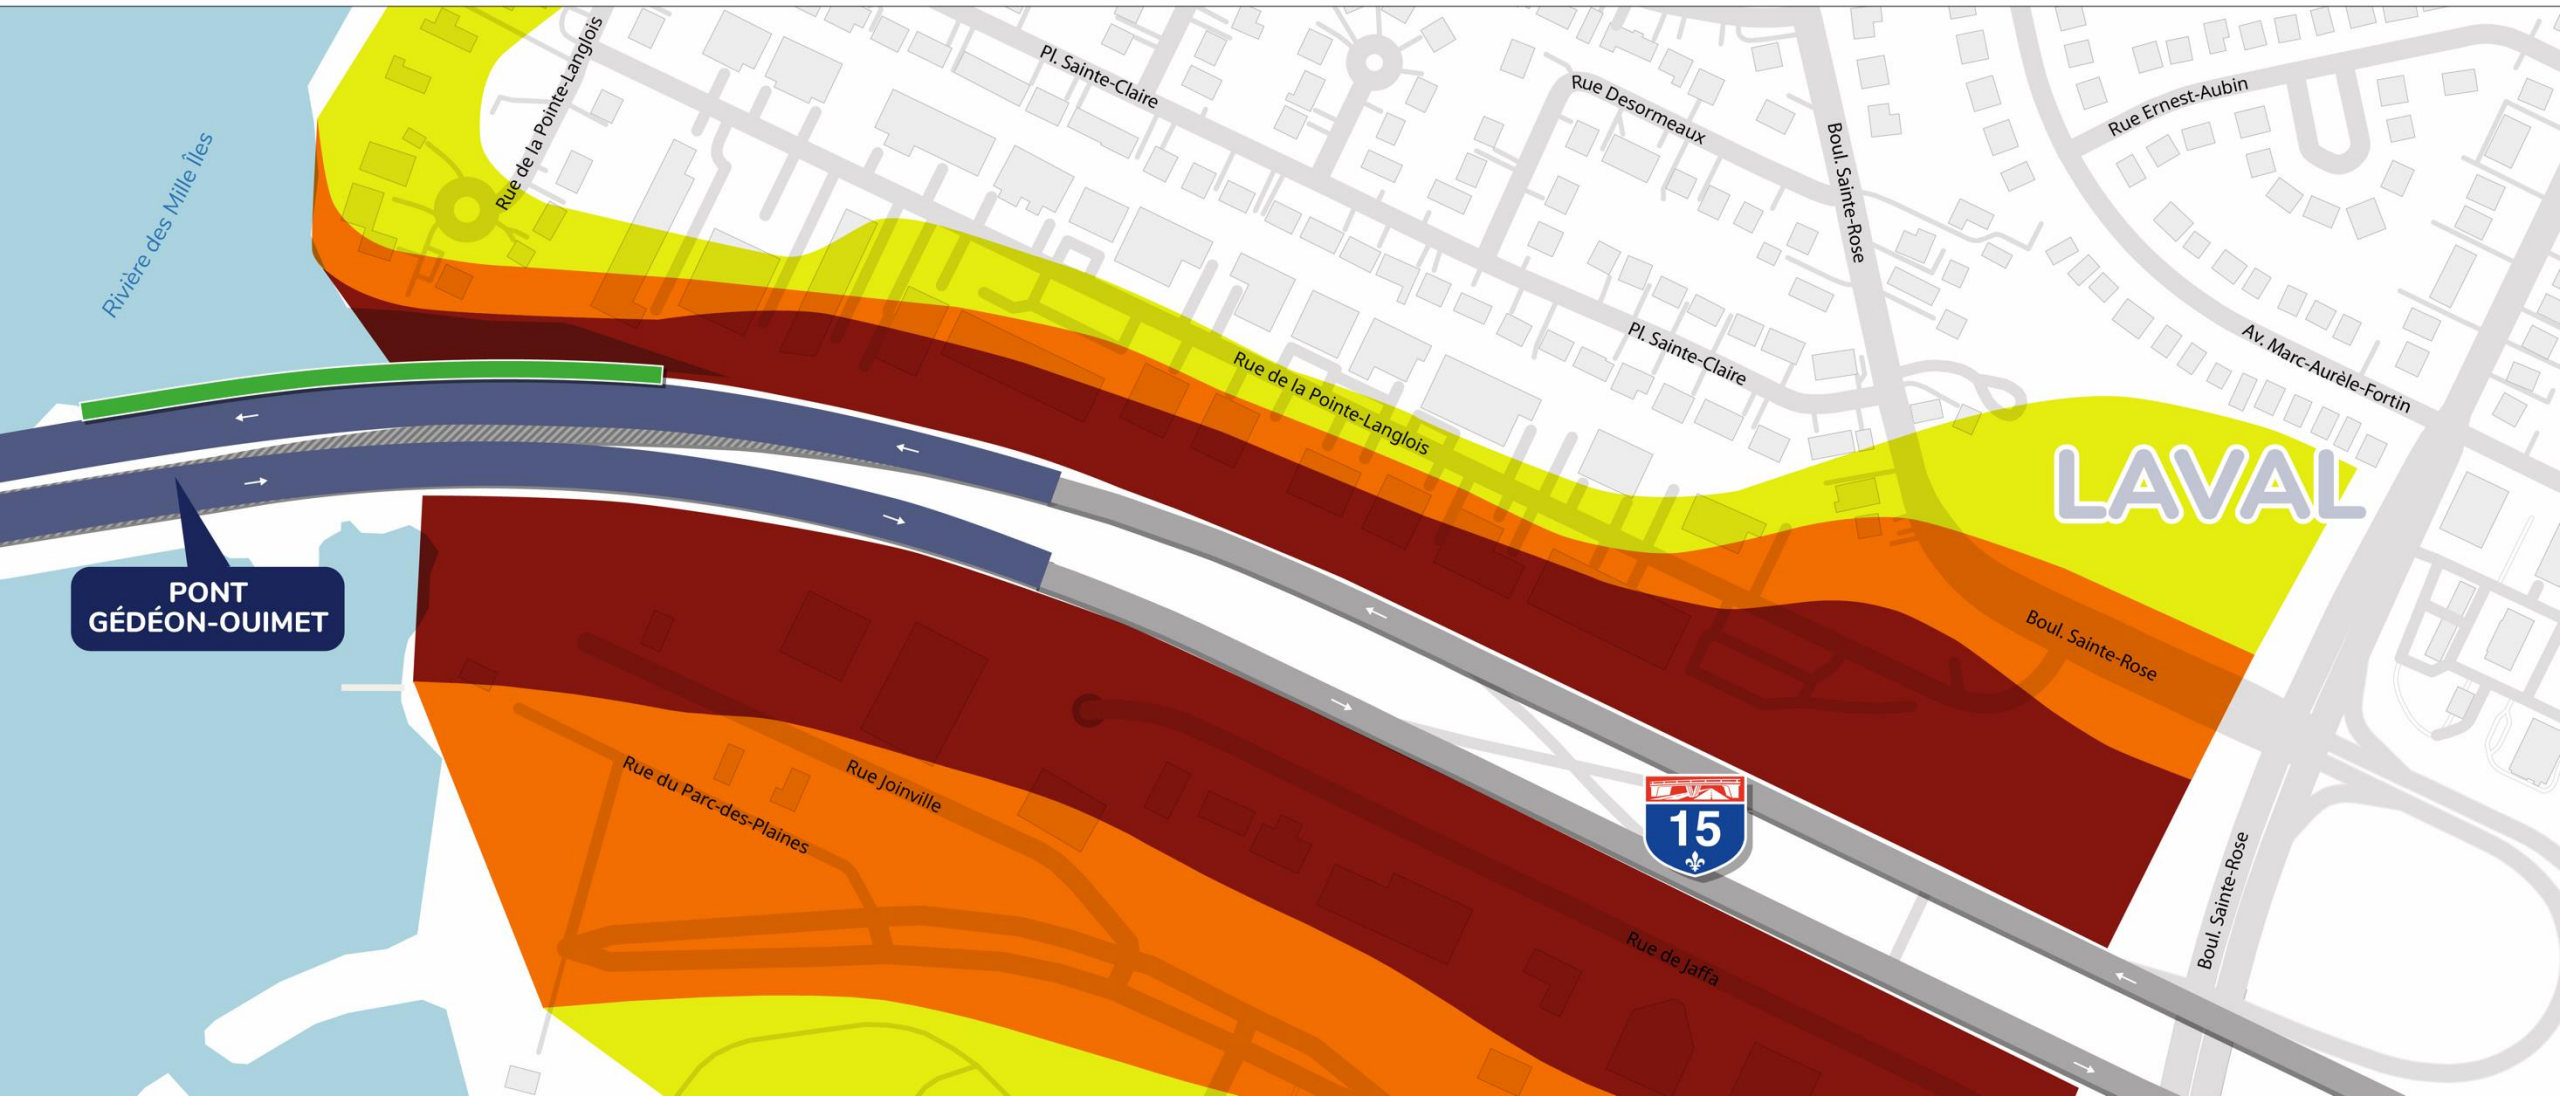 Rue de la Pointe-Langlois
Pl. Sainte-Claire
Rue Desormeaux
Boul. Sainte-Rose
Rue Ernest-Aubin
Rivière des Mille Îles
Av. Marc-Aurèle-Fortin
Pl. Sainte-Claire
Rue de la Pointe-Langlois
LAVAL
PONT
GÉDÉON-OUIMET
Boul. Sainte-Rose
Rue du Parc-des-Plaines
Rue Joinville
15
Boul. Sainte-Rose
Rue de Jaffa